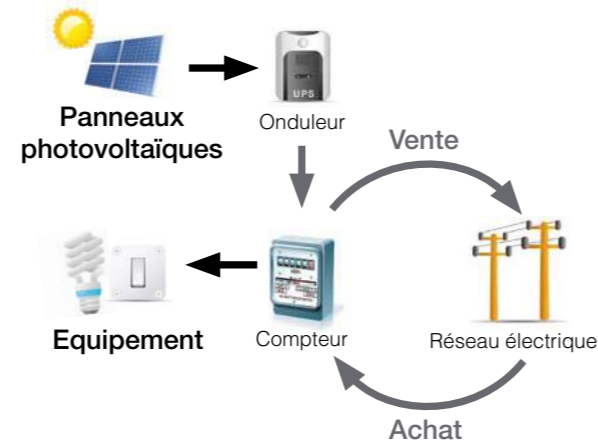 UPS
Panneaux
photovoltaïques
Onduleur
Vente
Equipement
Compteur
Réseau électrique
Achat